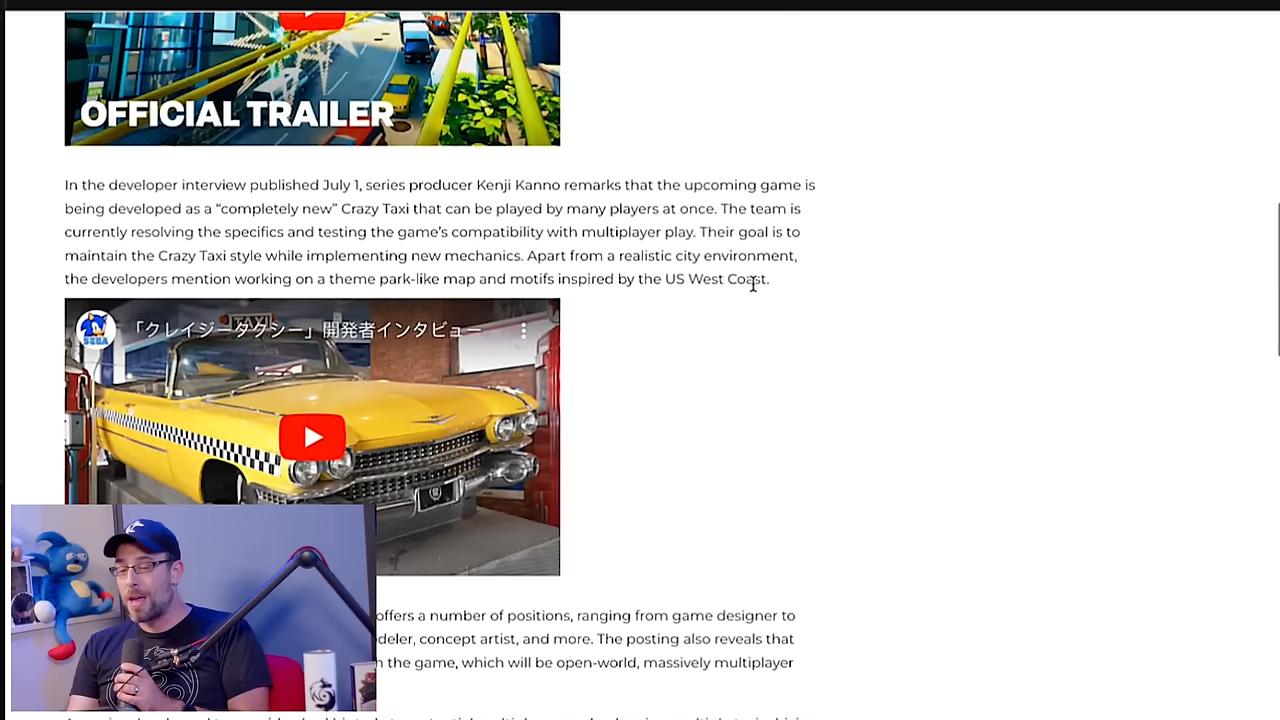 OFFICIAL TRAILER
In the developer interview published July 1, series producer Kenji Kanno remarks that the upcoming game is
being developed as a “completely new” Crazy Taxi that can be played by many players at once. The team is
currently resolving the specifics and testing the game’s compatibility with multiplayer play. Their goal is to
maintain the Crazy Taxi style while implementing new mechanics. Apart from a realistic city environment,
the developers mention working on a theme park-like map and motifs inspired by the US West Coast.
SEGA
「クレイジータクシー」開発者インタビュー
TAXI
offers a number of positions, ranging from game designer to
deler, concept artist, and more. The posting also reveals that
the game, which will be open-world, massively multiplayer